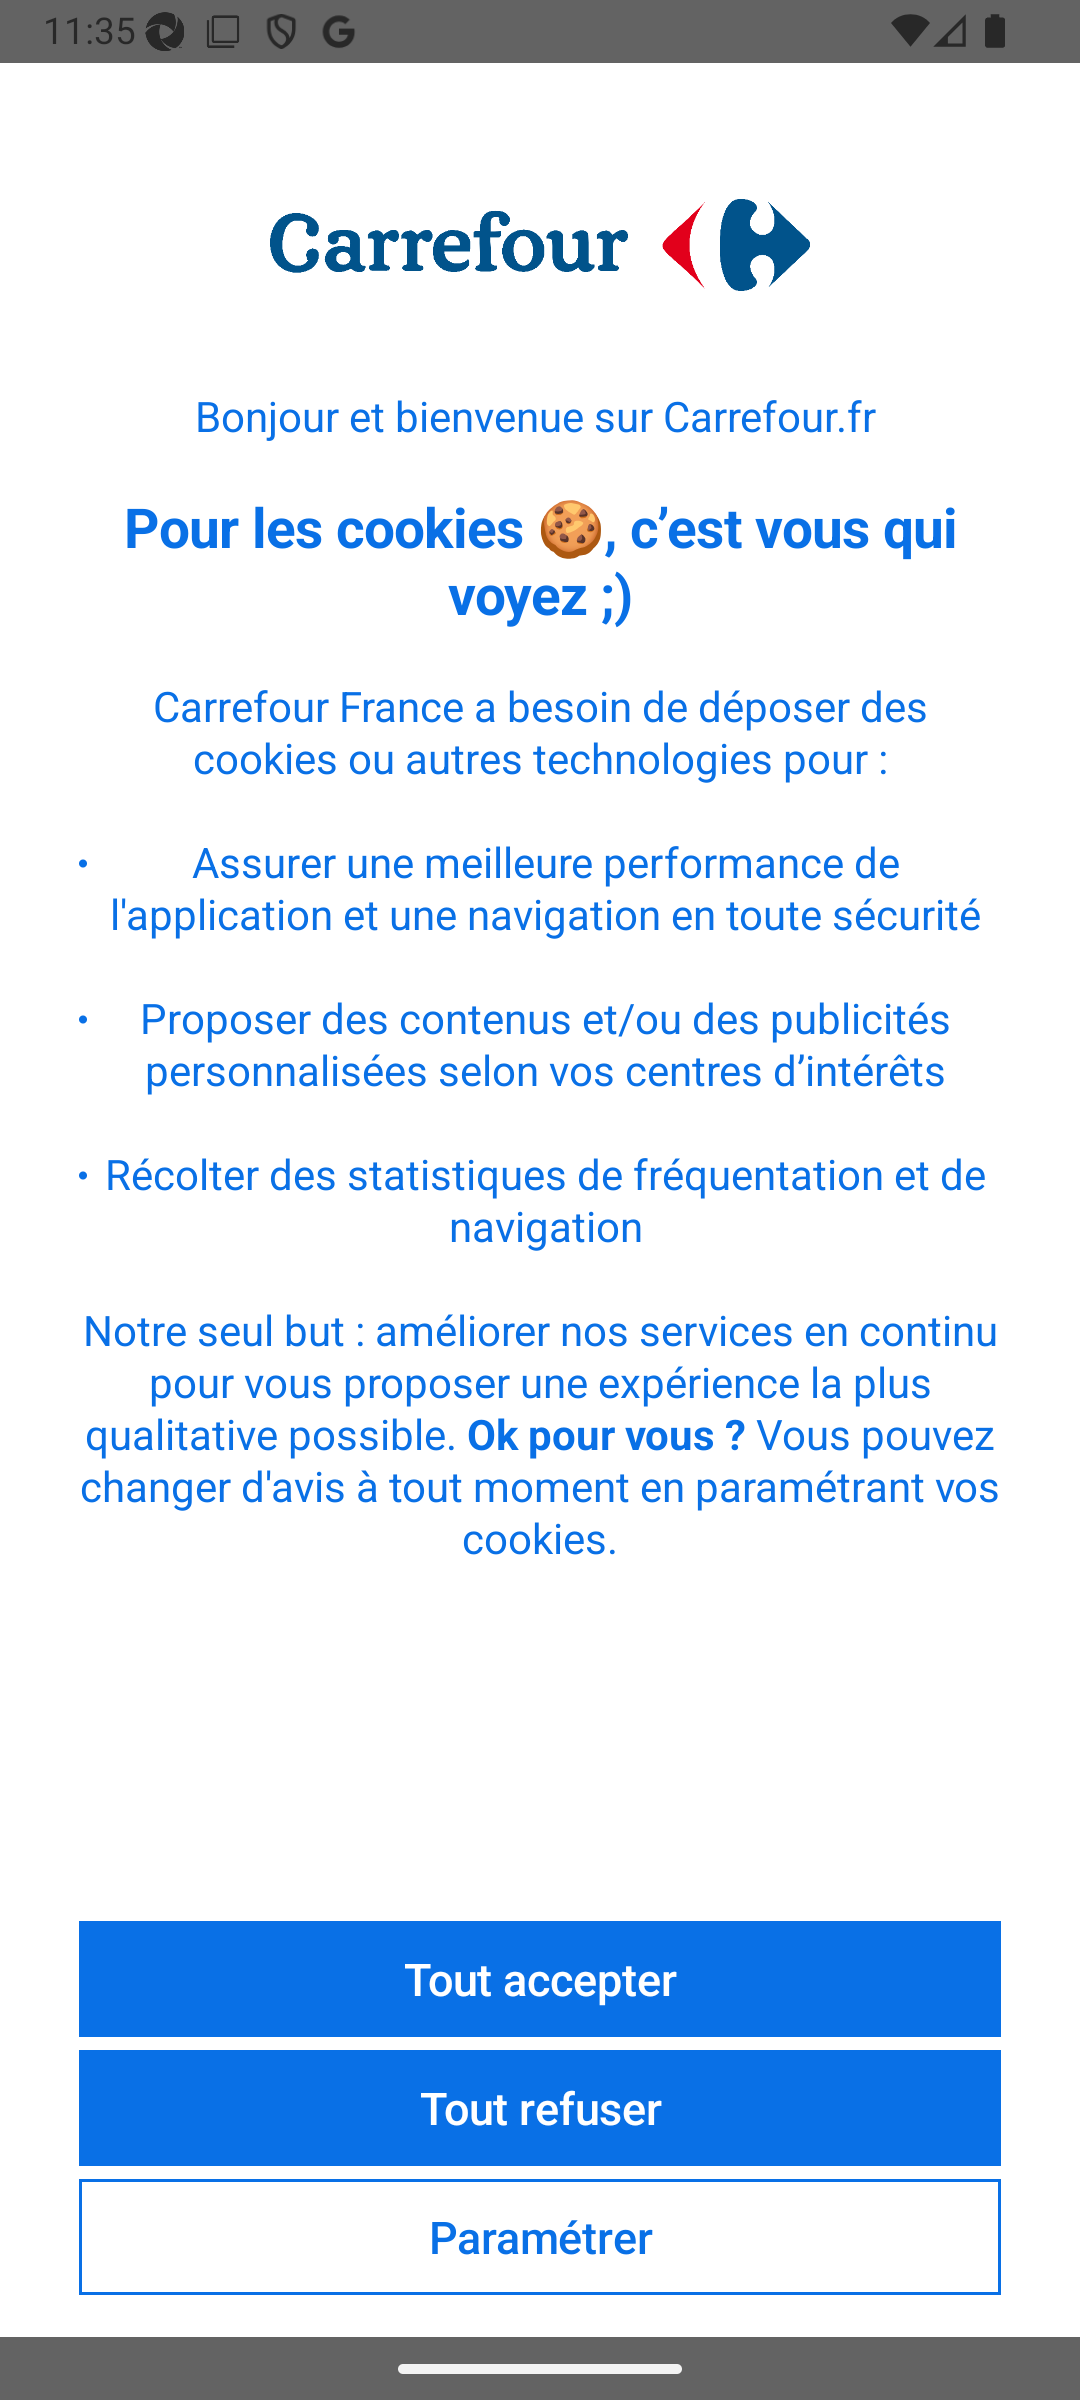 11:35
Carrefour
Bonjour et bienvenue sur Carrefour.fr
Pour les cookies 🍪, c’est vous qui
voyez ;)
Carrefour France a besoin de déposer des
cookies ou autres technologies pour :
• Assurer une meilleure performance de
l'application et une navigation en toute sécurité
• Proposer des contenus et/ou des publicités
personnalisées selon vos centres d’intérêts
• Récolter des statistiques de fréquentation et de
navigation
Notre seul but : améliorer nos services en continu
pour vous proposer une expérience la plus
qualitative possible. Ok pour vous ? Vous pouvez
changer d'avis à tout moment en paramétrant vos
cookies.
Tout accepter
Tout refuser
Paramétrer